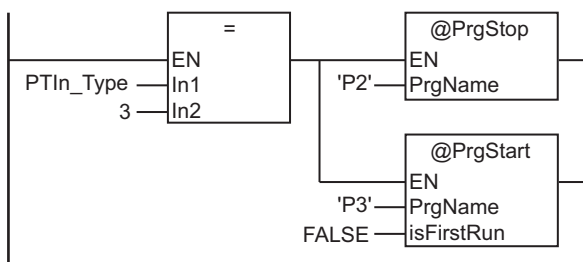 =
EN
PTIn_Type In1
3 In2
@PrgStop
EN
'P2' PrgName
@PrgStart
EN
'P3' PrgName
FALSE isFirstRun